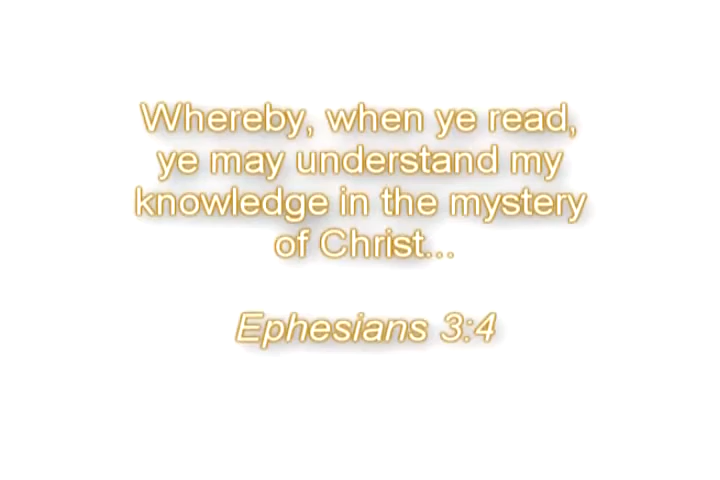 Whereby, when ye read,
ye may understand my
knowledge in the mystery
of Christ...
Ephesians 3:4